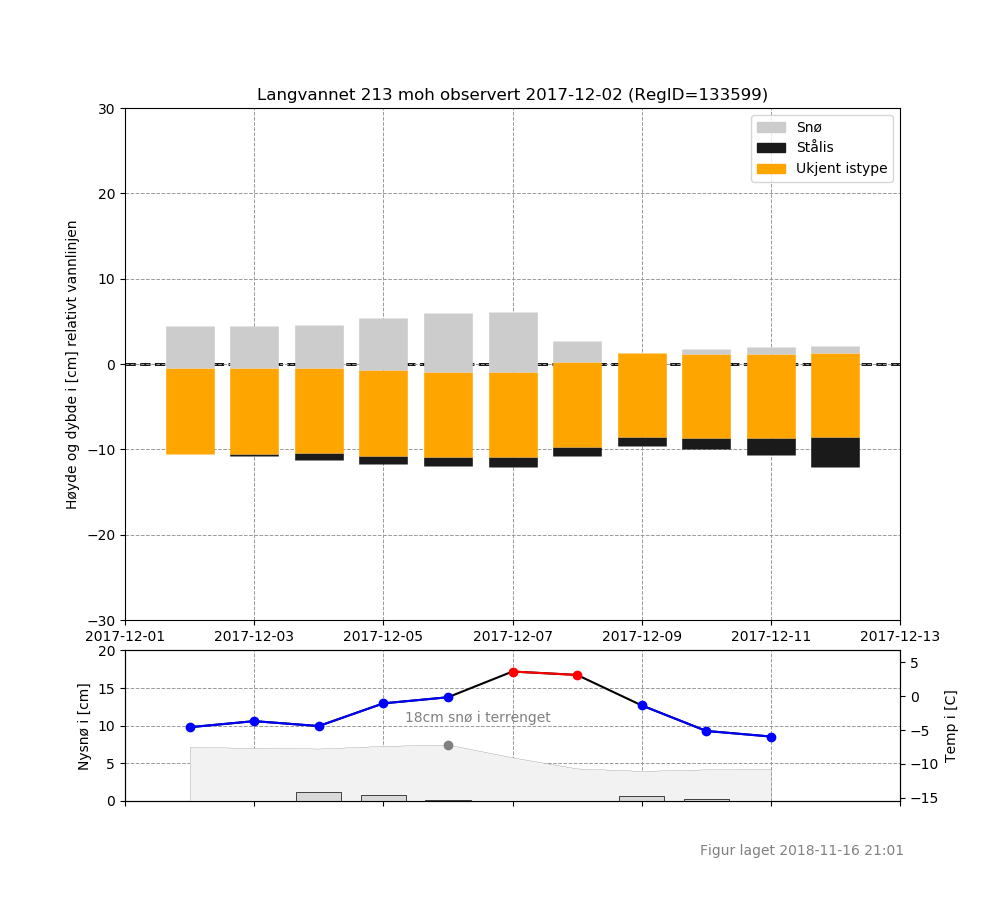 Langvannet 213 moh observert 2017-12-02 (RegID=133599)
Snø
Stålis
Ukjent istype
Høyde og dybde i [cm] relativt vannlinjen
30
20
10
0
−10
−20
−30
2017-12-01 2017-12-03 2017-12-05 2017-12-07 2017-12-09 2017-12-11 2017-12-13
Nysnø i [cm]
20
15
10
5
0
18cm snø i terrenget
5
0
−5
−10
−15
Temp i [C]
Figur laget 2018-11-16 21:01